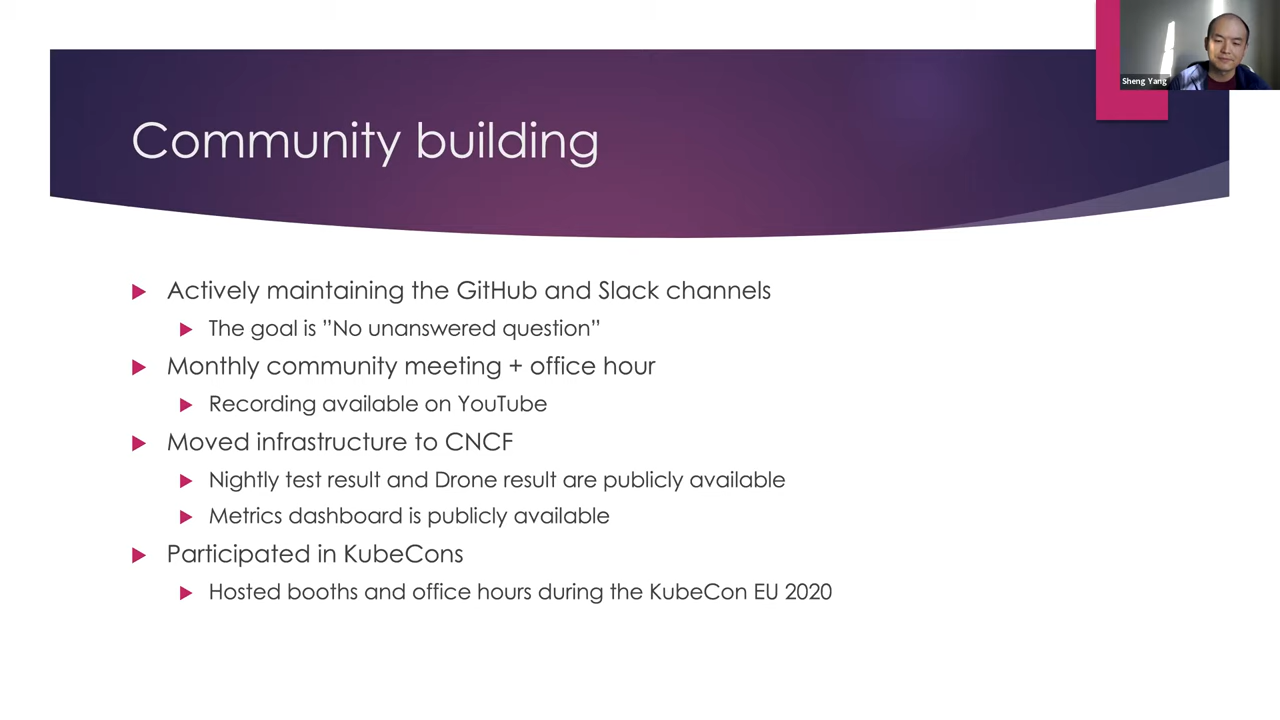 Sheng Yang
Community building
Actively maintaining the GitHub and Slack channels
The goal is ”No unanswered question”
Monthly community meeting + office hour
Recording available on YouTube
Moved infrastructure to CNCF
Nightly test result and Drone result are publicly available
Metrics dashboard is publicly available
Participated in KubeCons
Hosted booths and office hours during the KubeCon EU 2020